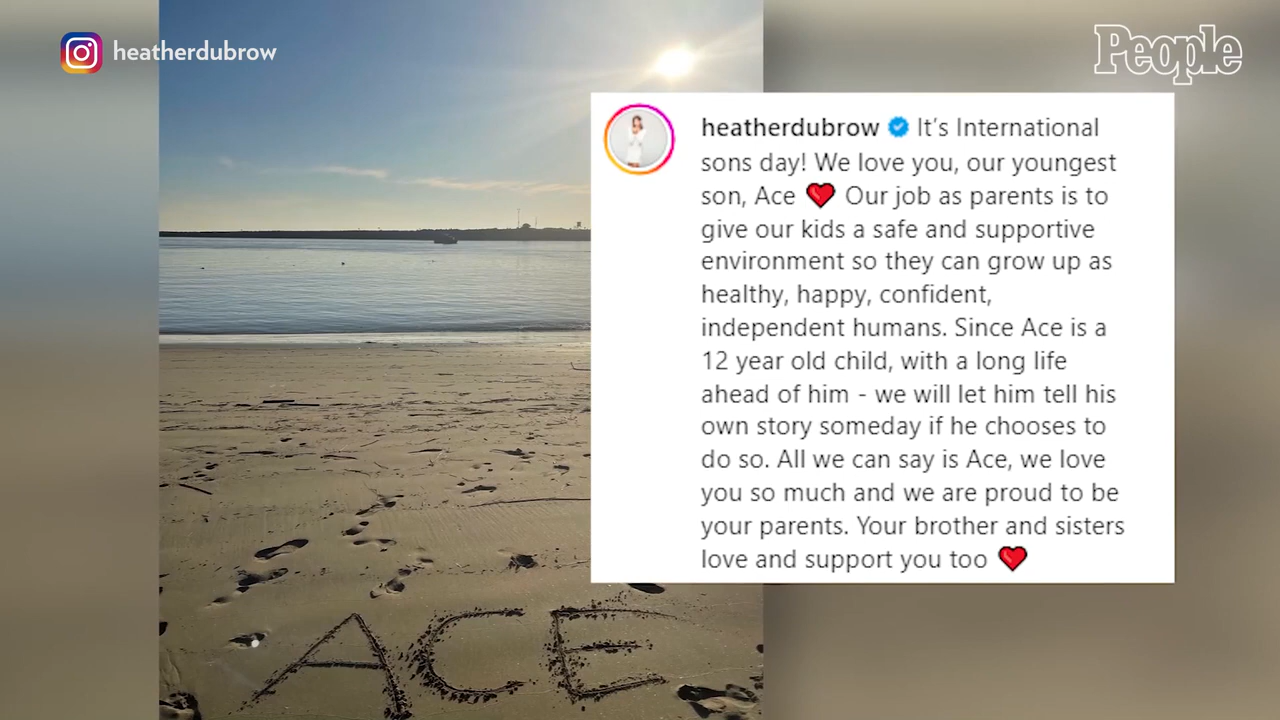 heatherdubrow
People
heatherdubrow It's International
sons day! We love you, our youngest
son, Ace ❤️ Our job as parents is to
give our kids a safe and supportive
environment so they can grow up as
healthy, happy, confident,
independent humans. Since Ace is a
12 year old child, with a long life
ahead of him - we will let him tell his
own story someday if he chooses to
do so. All we can say is Ace, we love
you so much and we are proud to be
your parents. Your brother and sisters
love and support you too ❤️
ACE